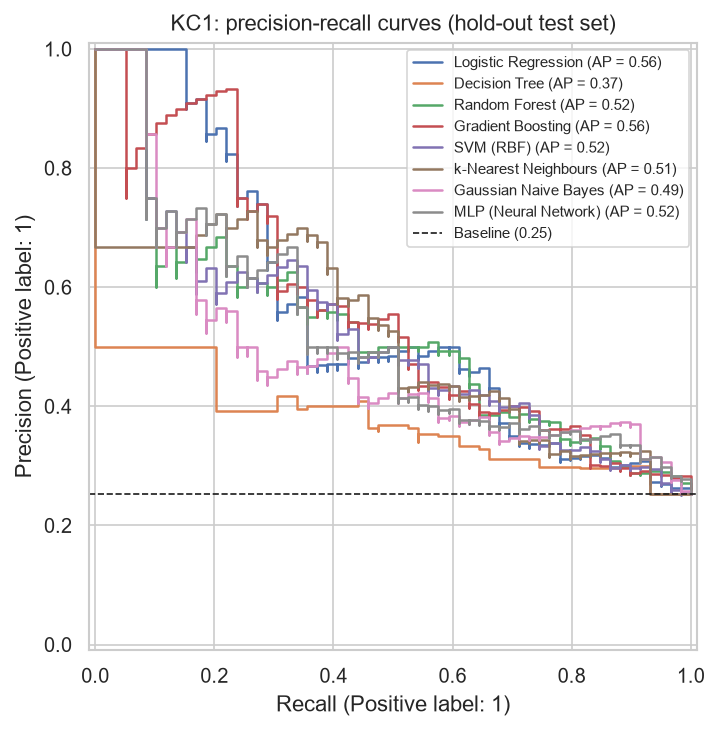 KC1: precision-recall curves (hold-out test set)
Logistic Regression (AP = 0.56)
Decision Tree (AP = 0.37)
Random Forest (AP = 0.52)
Gradient Boosting (AP = 0.56)
SVM (RBF) (AP = 0.52)
k-Nearest Neighbours (AP = 0.51)
Gaussian Naive Bayes (AP = 0.49)
MLP (Neural Network) (AP = 0.52)
Baseline (0.25)
Precision (Positive label: 1)
1.0
0.8
0.6
0.4
0.2
0.0
0.0 0.2 0.4 0.6 0.8 1.0
Recall (Positive label: 1)